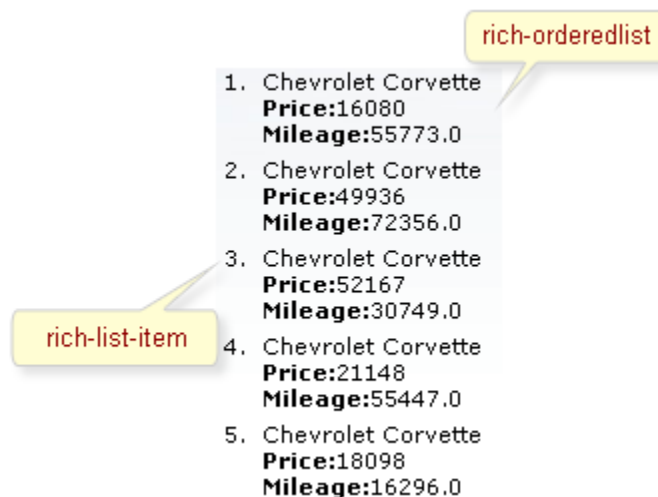 rich-orderedlist
1. Chevrolet Corvette
Price:16080
Mileage:55773.0
2. Chevrolet Corvette
Price:49936
Mileage:72356.0
3. Chevrolet Corvette
Price:52167
Mileage:30749.0
rich-list-item
4. Chevrolet Corvette
Price:21148
Mileage:55447.0
5. Chevrolet Corvette
Price:18098
Mileage:16296.0